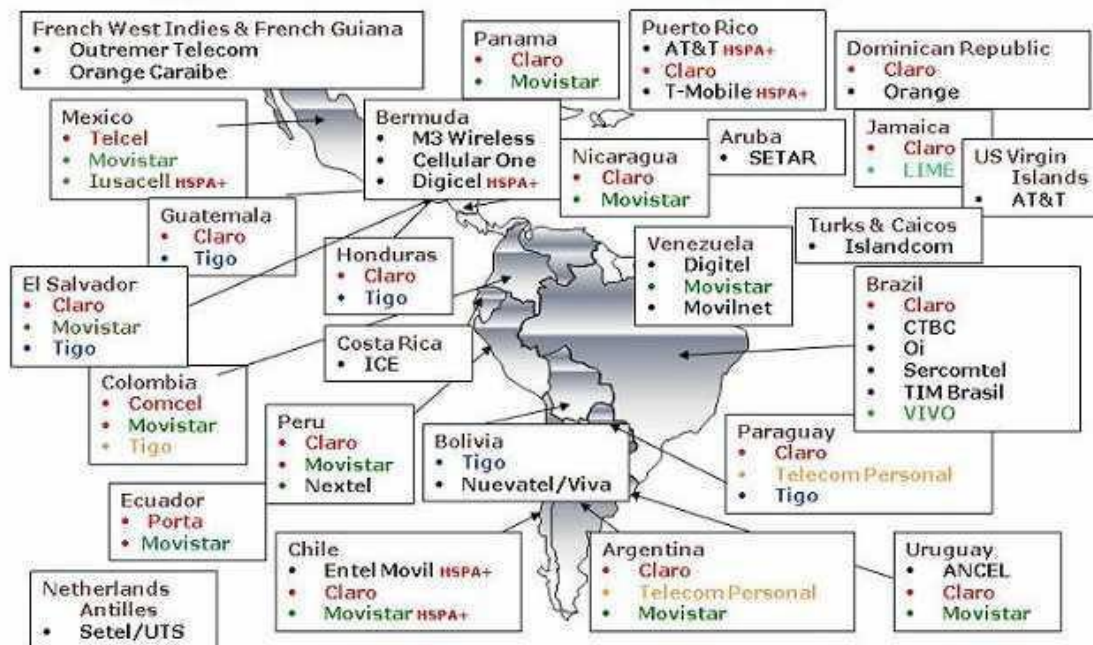 French West Indies & French Guiana
• Outremer Telecom
• Orange Caraibe
Panama
• Claro
• Movistar
Puerto Rico
• AT&T HSPA+
• Claro
• T-Mobile HSPA+
Dominican Republic
• Claro
• Orange
Mexico
• Telcel
• Movistar
• Iusacell HSPA+
Bermuda
• M3 Wireless
• Cellular One
• Digicel HSPA+
Nicaragua
• Claro
• Movistar
Aruba
• SETAR
Jamaica
• Claro
• LIME
US Virgin
Islands
• AT&T
Guatemala
• Claro
• Tigo
Turks & Caicos
• Islandcom
El Salvador
• Claro
• Movistar
• Tigo
Honduras
• Claro
• Tigo
Venezuela
• Digitel
• Movistar
• Movilnet
Brazil
• Claro
• CTBC
• Oi
• Sercomtel
• TIM Brasil
• VIVO
Costa Rica
• ICE
Colombia
• Comcel
• Movistar
• Tigo
Peru
• Claro
• Movistar
• Nextel
Bolivia
• Tigo
• Nuevatel/Viva
Paraguay
• Claro
• Telecom Personal
• Tigo
Ecuador
• Porta
• Movistar
Chile
• Entel Movil HSPA+
• Claro
• Movistar HSPA+
Argentina
• Claro
• Telecom Personal
• Movistar
Uruguay
• ANCEL
• Claro
• Movistar
Netherlands
Antilles
• Setel/UTS